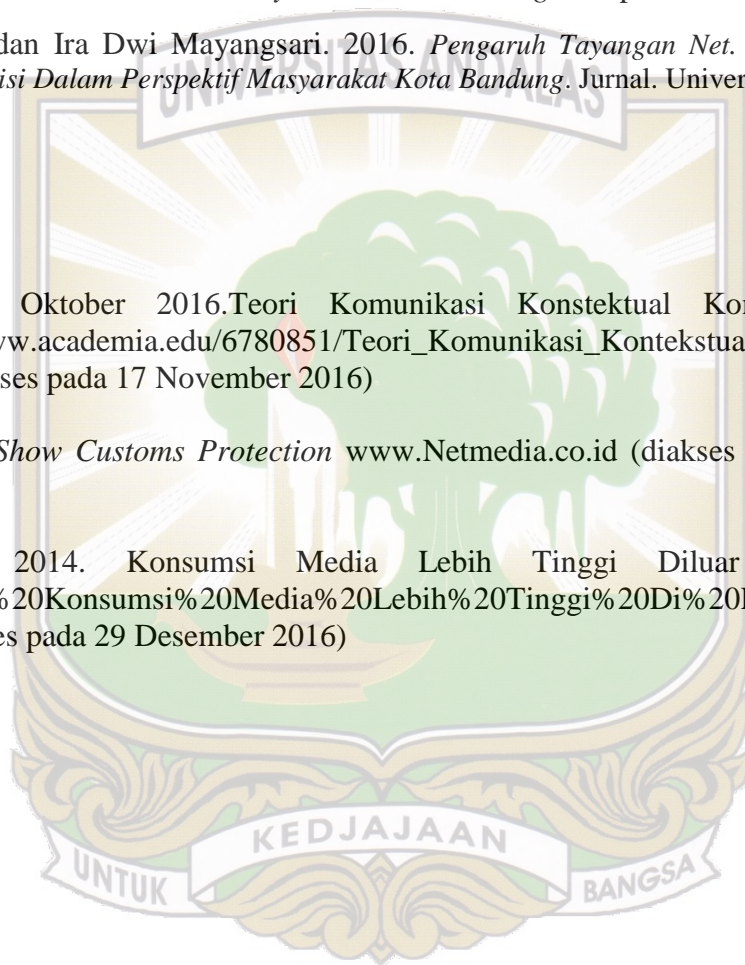 dan Ira Dwi Mayangsari. 2016. Pengaruh Tayangan Net.
Dalam Perspektif Masyarakat Kota Bandung. Jurnal.
UNIVERSITAS ANDALAS
Oktober 2016.Teori Komunikasi Konstektual
ww.academia.edu/6780851/Teori_Komunikasi_Kontekstua
ses pada 17 November 2016)
Show Customs Protection www.Netmedia.co.id (diakses
2014. Konsumsi Media Lebih Tinggi Diluar
%20Konsumsi%20Media%20Lebih%20Tinggi%20Di%20
es pada 29 Desember 2016)
KEDJAJAAN
UNTUK BANGSA